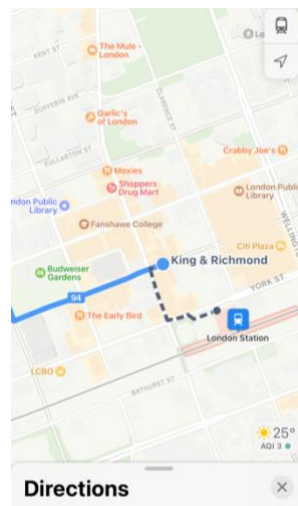 KENT ST
The Mule -
London
Lo
DUFFERIN AVE
Garlic's
of London
CLARENCE ST
FULLARTON ST
Crabby Joe's
Moxies
Shoppers
Drug Mart
London Public
Library
ndon Public
Library
WELLING
Fanshawe College
Citi Plaza
King & Richmond
Budweiser
Gardens
YORK ST
94
The Early Bird
London Station
LCBO
BATHURST ST
25°
AQI 3
Directions